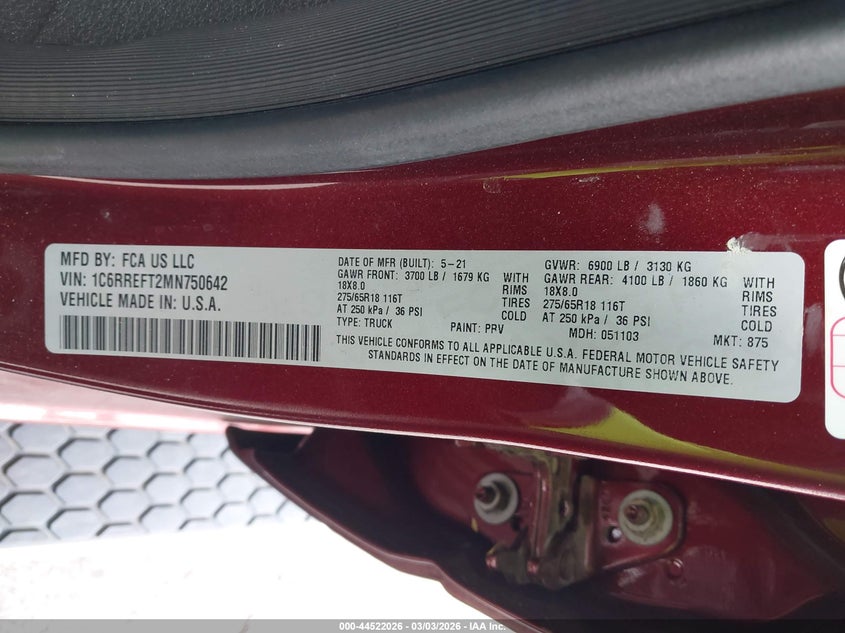 MFD BY: FCA US LLC
VIN: 1C6RREFT2MN750642
VEHICLE MADE IN: U.S.A.
DATE OF MFR (BUILT): 5-21
GAWR FRONT: 3700 LB / 1679 KG WITH
18X8.0 RIMS
275/65R18 116T TIRES
AT 250 kPa / 36 PSI COLD
TYPE: TRUCK PAINT: PRV
GVWR: 6900 LB / 3130 KG
GAWR REAR: 4100 LB / 1860 KG WITH
18X8.0 RIMS
275/65R18 116T TIRES
AT 250 kPa / 36 PSI COLD
MDH: 051103 MKT: 875
THIS VEHICLE CONFORMS TO ALL APPLICABLE U.S.A. FEDERAL MOTOR VEHICLE SAFETY
STANDARDS IN EFFECT ON THE DATE OF MANUFACTURE SHOWN ABOVE.
000-44522026 - 03/03/2026 - IAA Inc.